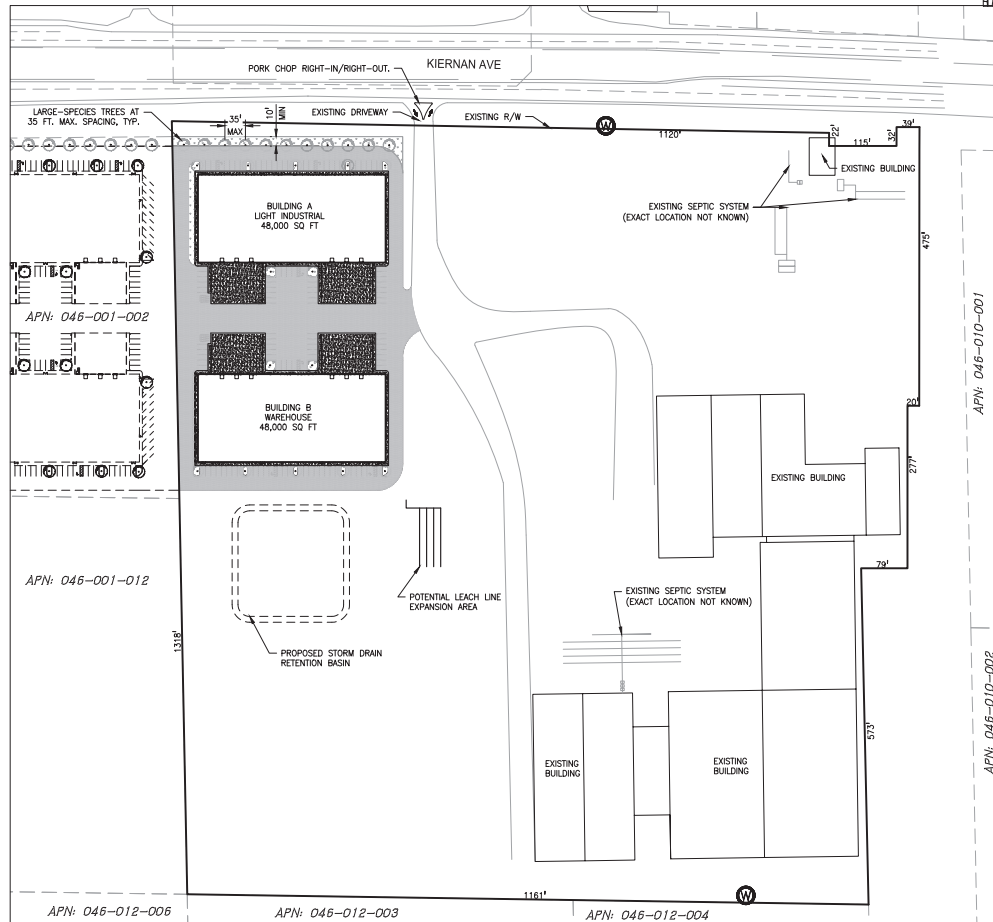 KIERNAN AVE
PORK CHOP RIGHT-IN/RIGHT-OUT.
LARGE-SPECIES TREES AT
35 FT. MAX. SPACING, TYP.
35'
MAX
10'
MIN
EXISTING DRIVEWAY
EXISTING R/W
W
1120'
22'
115'
32'
39'
EXISTING BUILDING
EXISTING SEPTIC SYSTEM
(EXACT LOCATION NOT KNOWN)
BUILDING A
LIGHT INDUSTRIAL
48,000 SQ FT
475'
APN: 046-001-002
APN: 046-010-001
BUILDING B
WAREHOUSE
48,000 SQ FT
20'
277'
EXISTING BUILDING
79'
APN: 046-001-012
POTENTIAL LEACH LINE
EXPANSION AREA
EXISTING SEPTIC SYSTEM
(EXACT LOCATION NOT KNOWN)
1318'
PROPOSED STORM DRAIN
RETENTION BASIN
APN: 046-010-002
573'
EXISTING
BUILDING
EXISTING
BUILDING
1161'
W
APN: 046-012-006
APN: 046-012-003
APN: 046-012-004